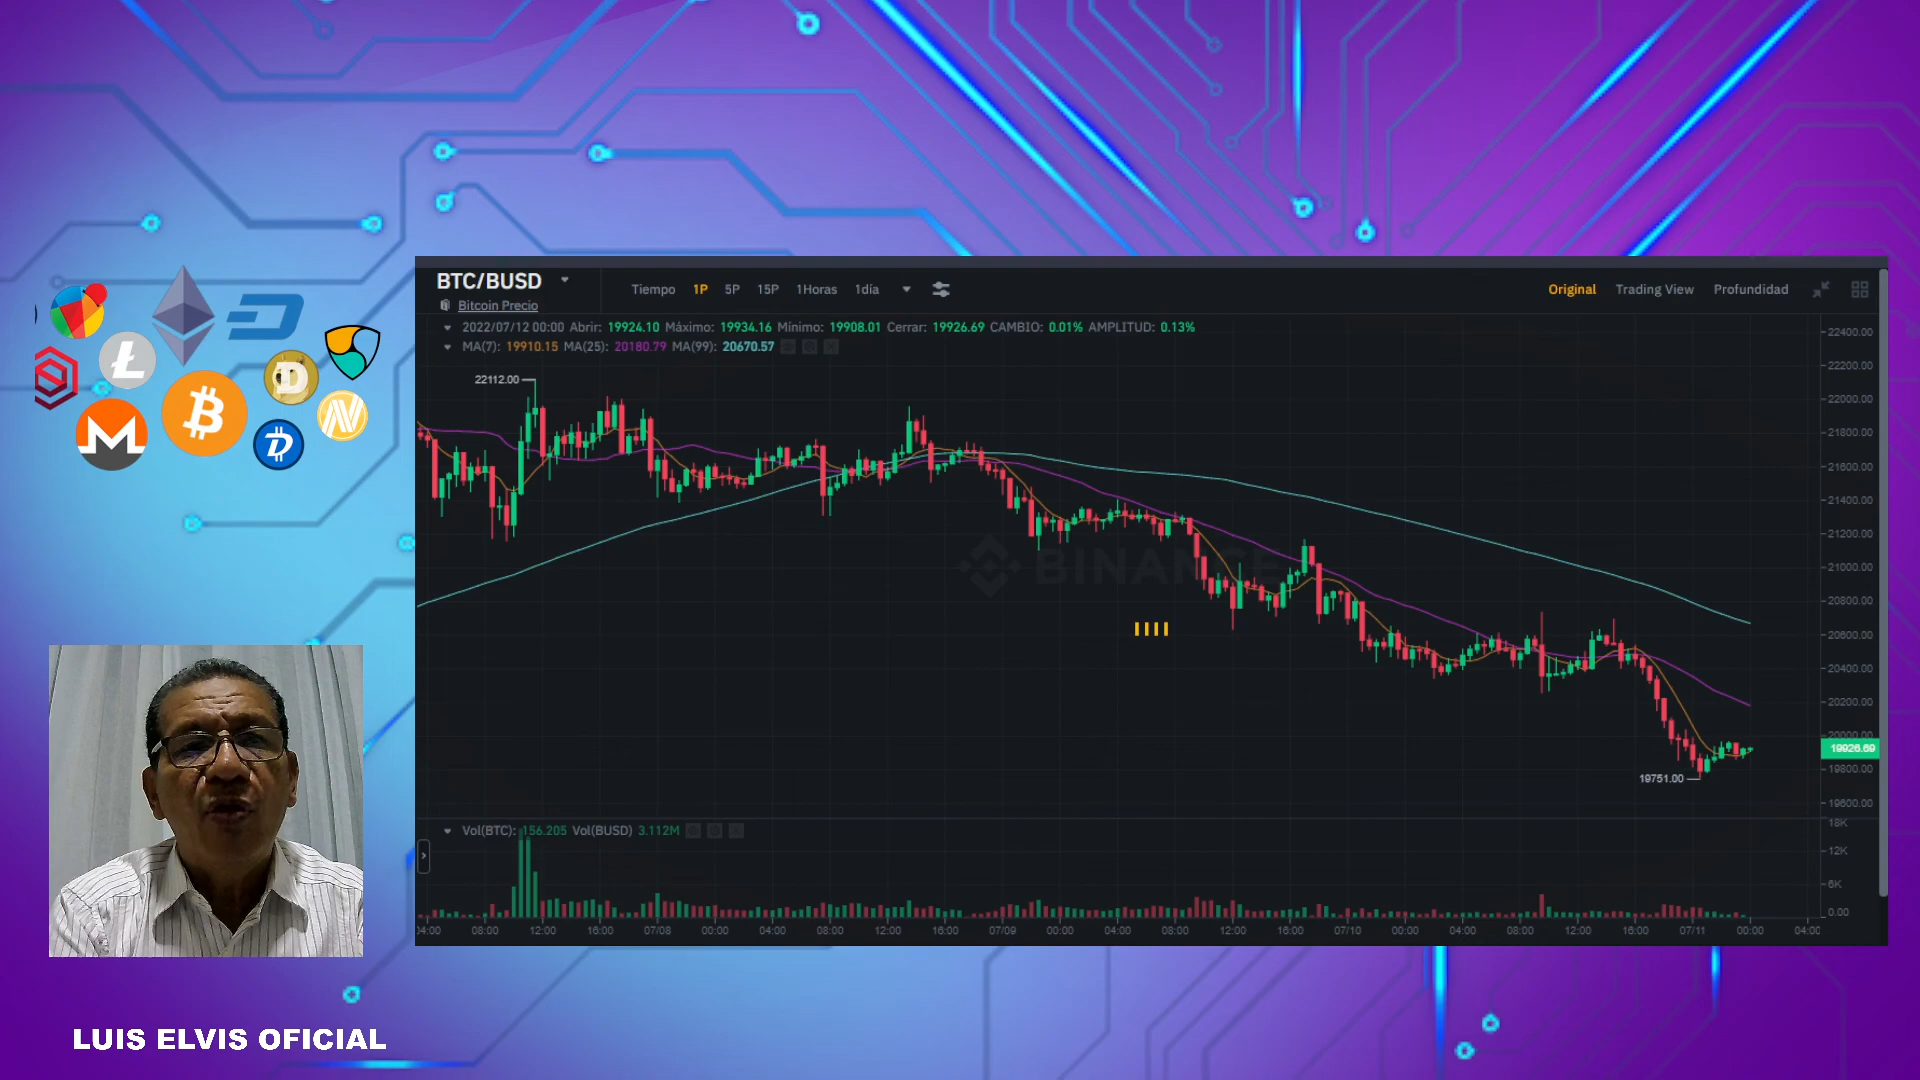 BTC/BUSD
Bitcoin Precio
Tiempo 1P 5P 15P 1Horas 1día
Original Trading View Profundidad
2022/07/12 00:00 Abrir: 19924.10 Máximo: 19934.16 Mínimo: 19908.01 Cerrar: 19926.69 CAMBIO: 0.01% AMPLITUD: 0.13%
MA(7): 19910.15 MA(25): 20180.79 MA(99): 20670.57
22400.00
22200.00
22112.00
22000.00
21800.00
21600.00
21400.00
21200.00
BINANCE
21000.00
20800.00
20600.00
20400.00
20200.00
20000.00
19926.69
19800.00
19751.00
19600.00
Vol(BTC): 156.205 Vol(BUSD) 3.112M
18K
12K
6K
0.00
04:00 08:00 12:00 16:00 07/08 00:00 04:00 08:00 12:00 16:00 07/09 00:00 04:00 08:00 12:00 16:00 07/10 00:00 04:00 08:00 12:00 16:00 07/11 00:00 04:00
LUIS ELVIS OFICIAL